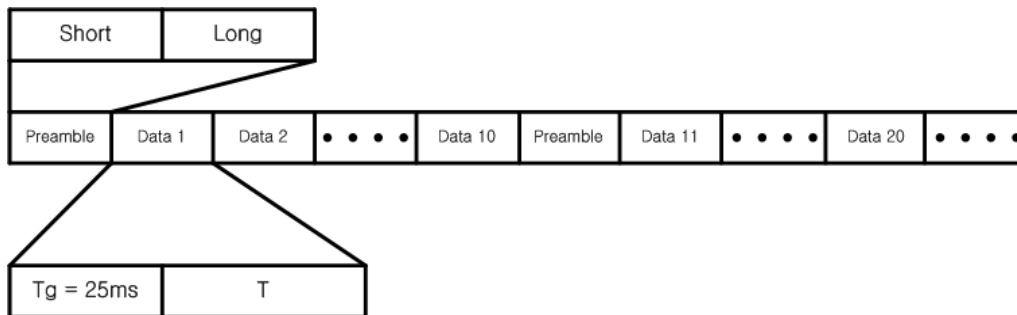 Short Long
Preamble Data 1 Data 2 • • • • Data 10 Preamble Data 11 • • • • Data 20 • • • •
Tg = 25ms T